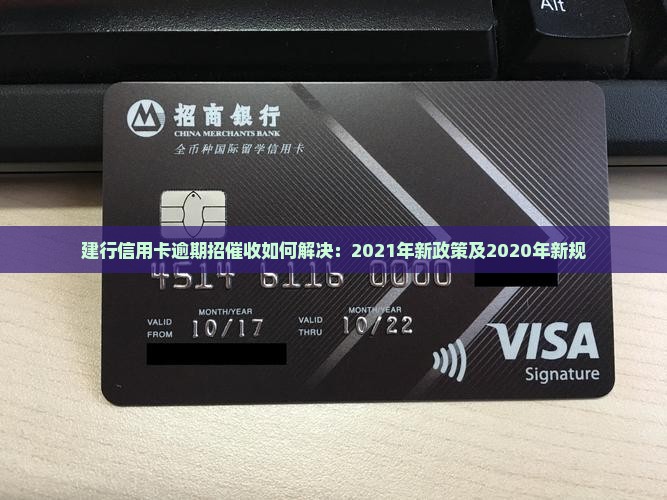 Alt
招商銀行
CHINA MERCHANTS BANK
全币种国际留学信用卡
建行信用卡逾期招催收如何解决：2021年新政策及2020年新规
4514 6116 0000
MONTH/YEAR MONTH/YEAR
VALID FROM 10/17 VALID THRU 10/22
VISA
Signature